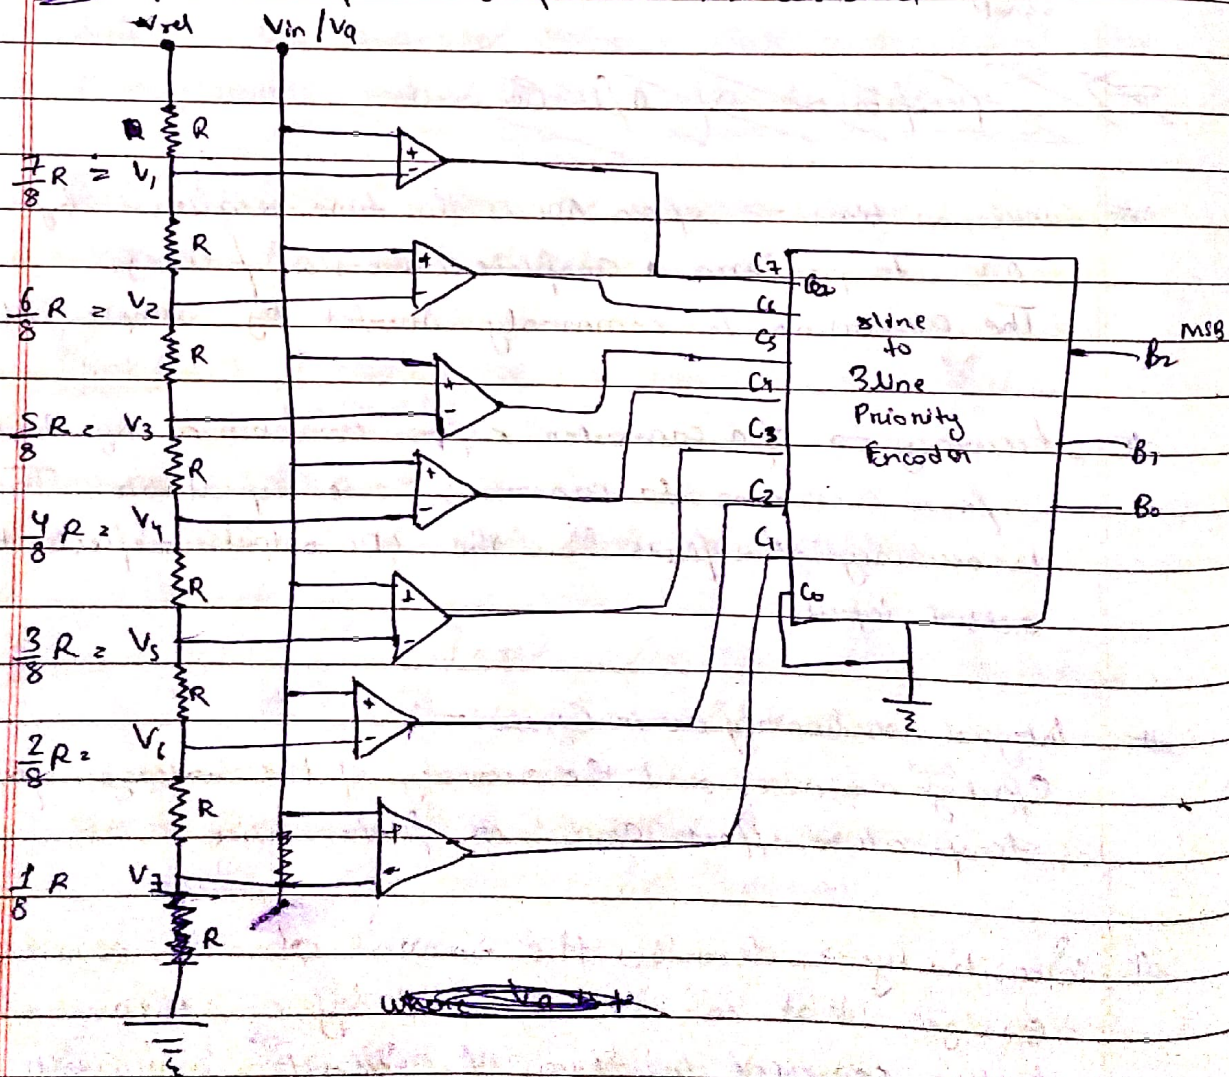 Vref Vin / Va
R
7/8 R = V1
+
-
R
6/8 R = V2
+
-
R
5/8 R = V3
+
-
R
4/8 R = V4
+
-
R
3/8 R = V5
+
-
R
2/8 R = V6
+
-
R
1/8 R V7
+
-
R
C7
C6
C5
C4
C3
C2
C1
C0
8line
to
3line
Priority
Encoder
MSB
B2
B1
B0
where Va